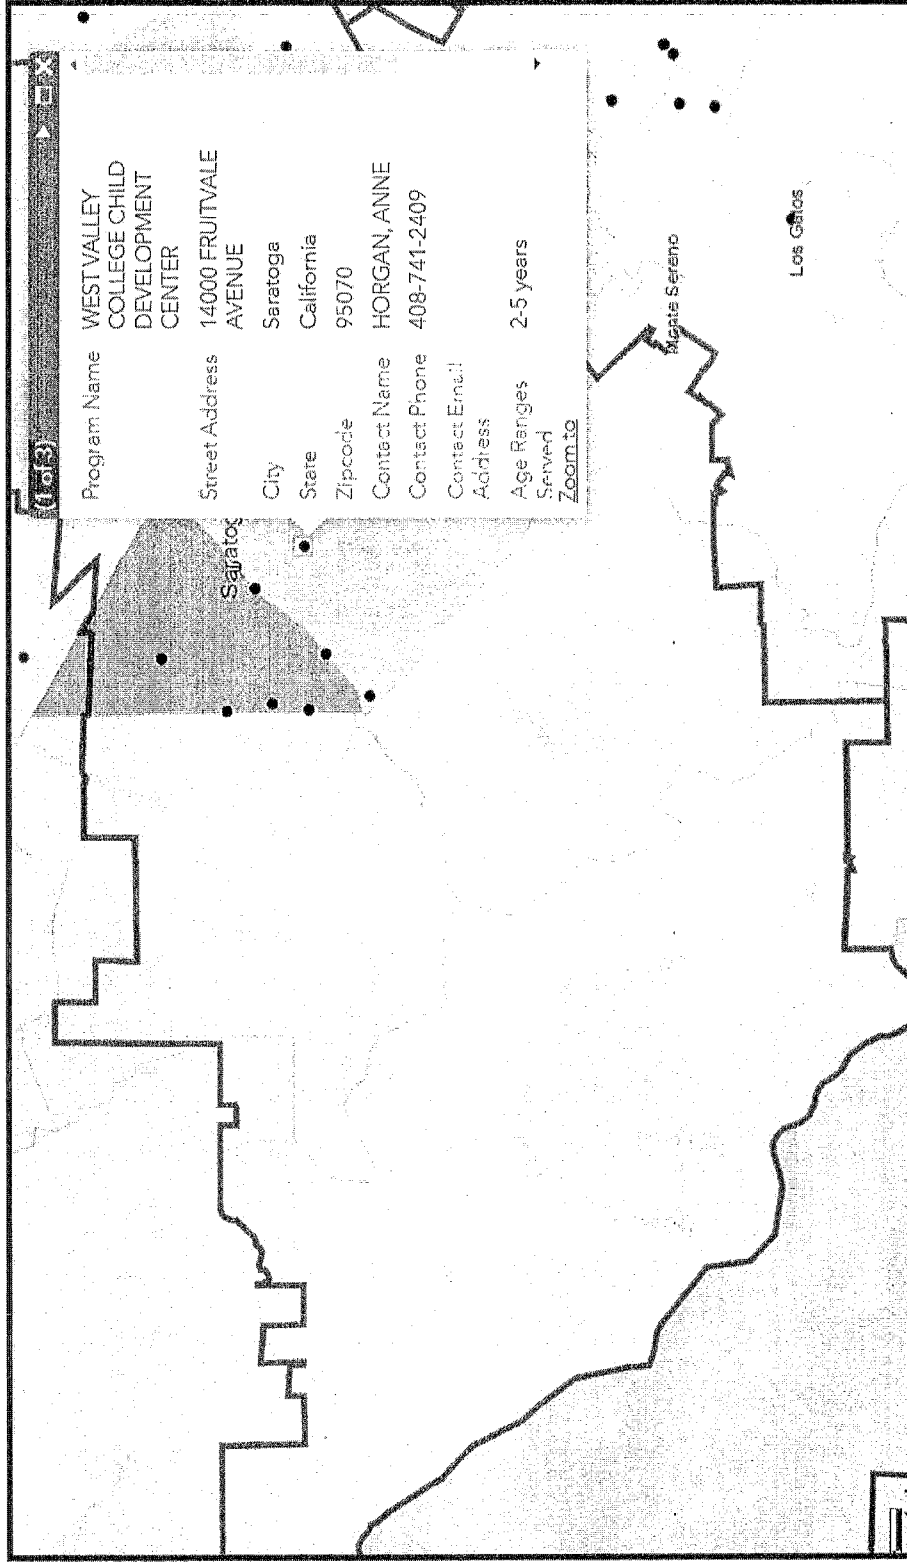 (1 of 3)
Program Name WESTVALLEY
COLLEGE CHILD
DEVELOPMENT
CENTER
Street Address 14000 FRUITVALE
AVENUE
City Saratoga
State California
Zipcode 95070
Contact Name HORGAN, ANNE
Contact Phone 408-741-2409
Contact Email
Address
Age Ranges 2-5 years
Served
Zoom to
Saratog
Monte Sereno
Los Gatos